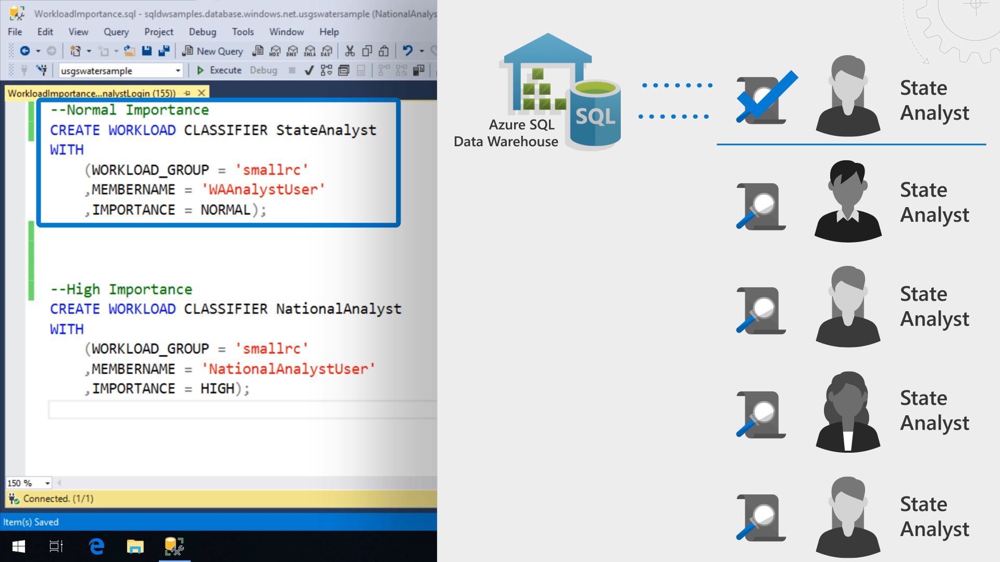 WorkloadImportance.sql - sqldwsamples.database.windows.net.usgswatersample (NationalAnalys
File Edit View Query Project Debug Tools Window Help
New Query MDX DMX XMLA DAX
usgswatersample Execute Debug
WorkloadImportance...nalystLogin (155))
--Normal Importance
CREATE WORKLOAD CLASSIFIER StateAnalyst
WITH
(WORKLOAD_GROUP = 'smallrc'
,MEMBERNAME = 'WAAnalystUser'
,IMPORTANCE = NORMAL);
--High Importance
CREATE WORKLOAD CLASSIFIER NationalAnalyst
WITH
(WORKLOAD_GROUP = 'smallrc'
,MEMBERNAME = 'NationalAnalystUser'
,IMPORTANCE = HIGH);
150 %
Connected. (1/1)
Item(s) Saved
SQL
Azure SQL
Data Warehouse
State
Analyst
State
Analyst
State
Analyst
State
Analyst
State
Analyst